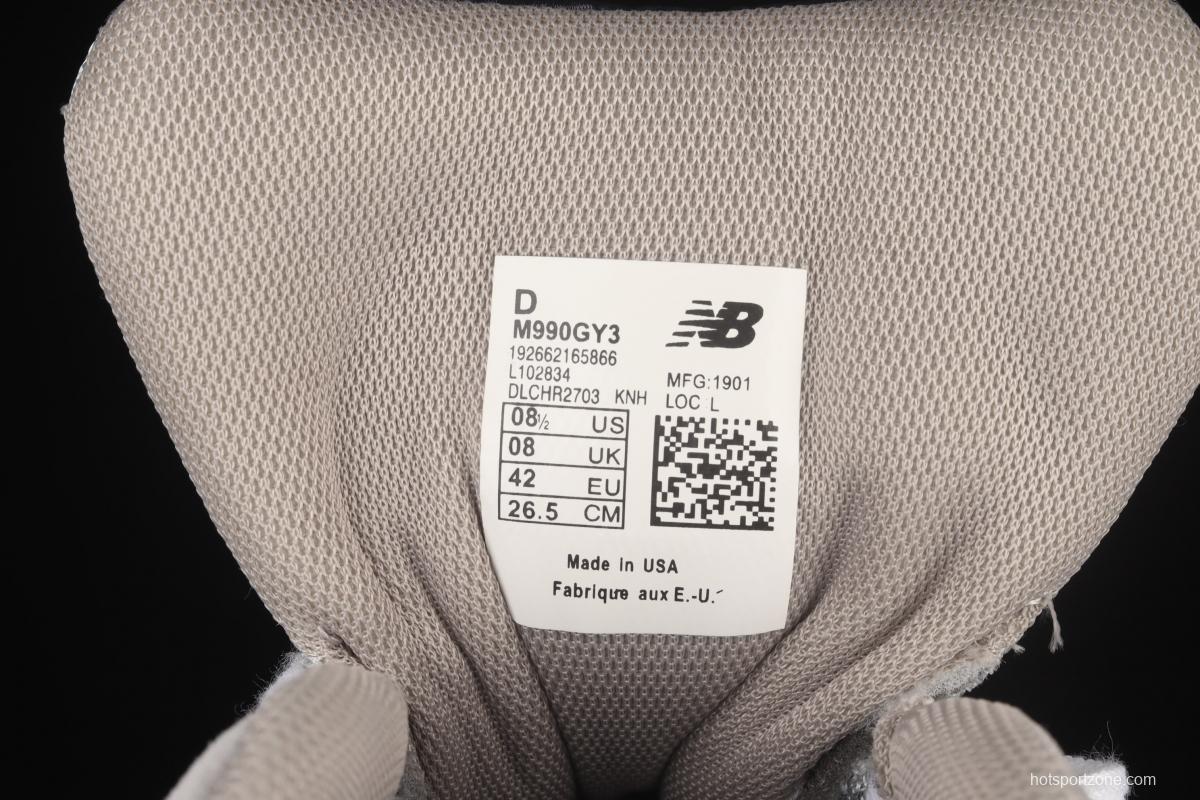 D
M990GY3
192662165866
L102834
DLCHR2703 KNH
NB
MFG:1901
LOC L
08½ US
08 UK
42 EU
26.5 CM
Made in USA
Fabrique aux E.-U.
hotsportzone.com